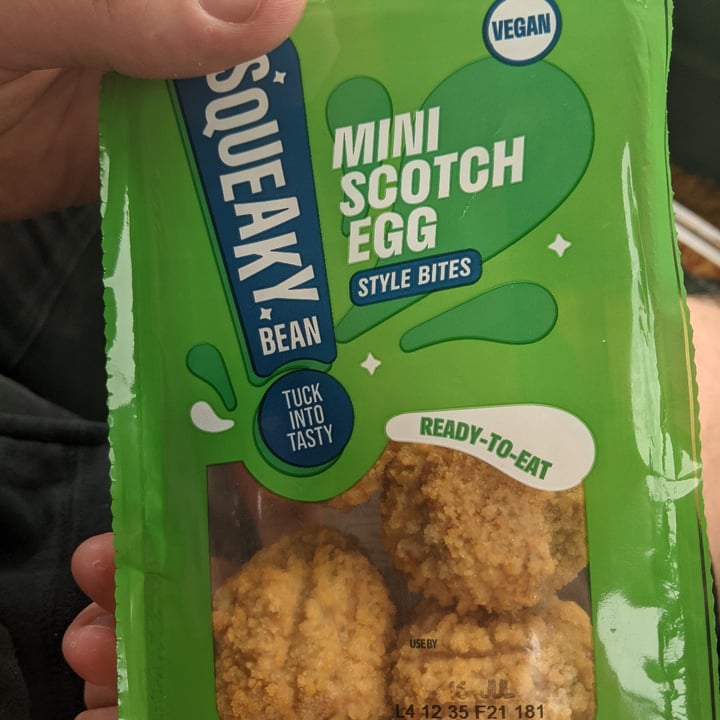 VEGAN
SQUEAKY
BEAN
MINI
SCOTCH
EGG
STYLE BITES
TUCK
INTO
TASTY
READY-TO-EAT
USE BY
JUL
L4 12 35 F21 181